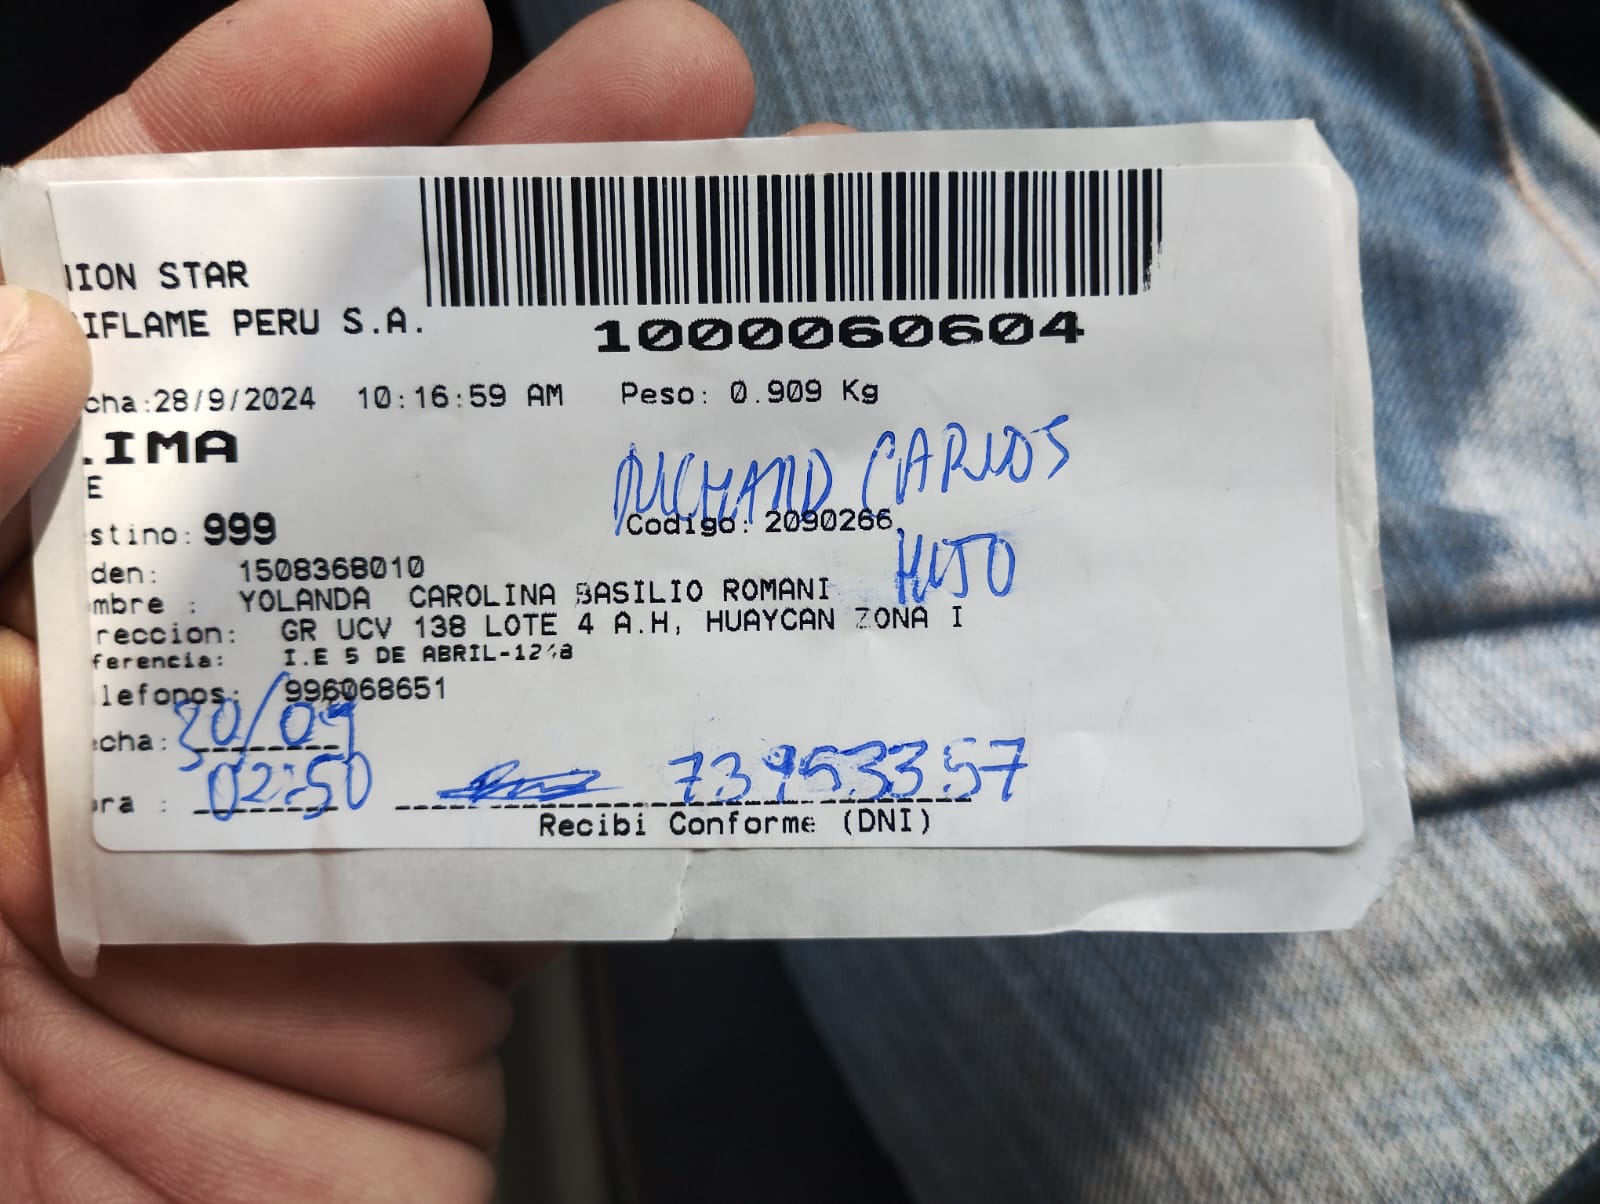 NION STAR
IFLAME PERU S.A.
1000060604
cha:28/9/2024 10:16:59 AM Peso: 0.909 Kg
.IMA
E
RICHARD CARLOS
stino: 999 Codigo: 2090266
HIJO
den: 1508368010
mbre : YOLANDA CAROLINA BASILIO ROMANI
reccion: GR UCV 138 LOTE 4 A.H, HUAYCAN ZONA I
ferencia: I.E 5 DE ABRIL
lefonos: 996068651
cha: 30/09
ra : 02:50 73953357
Recibi Conforme (DNI)